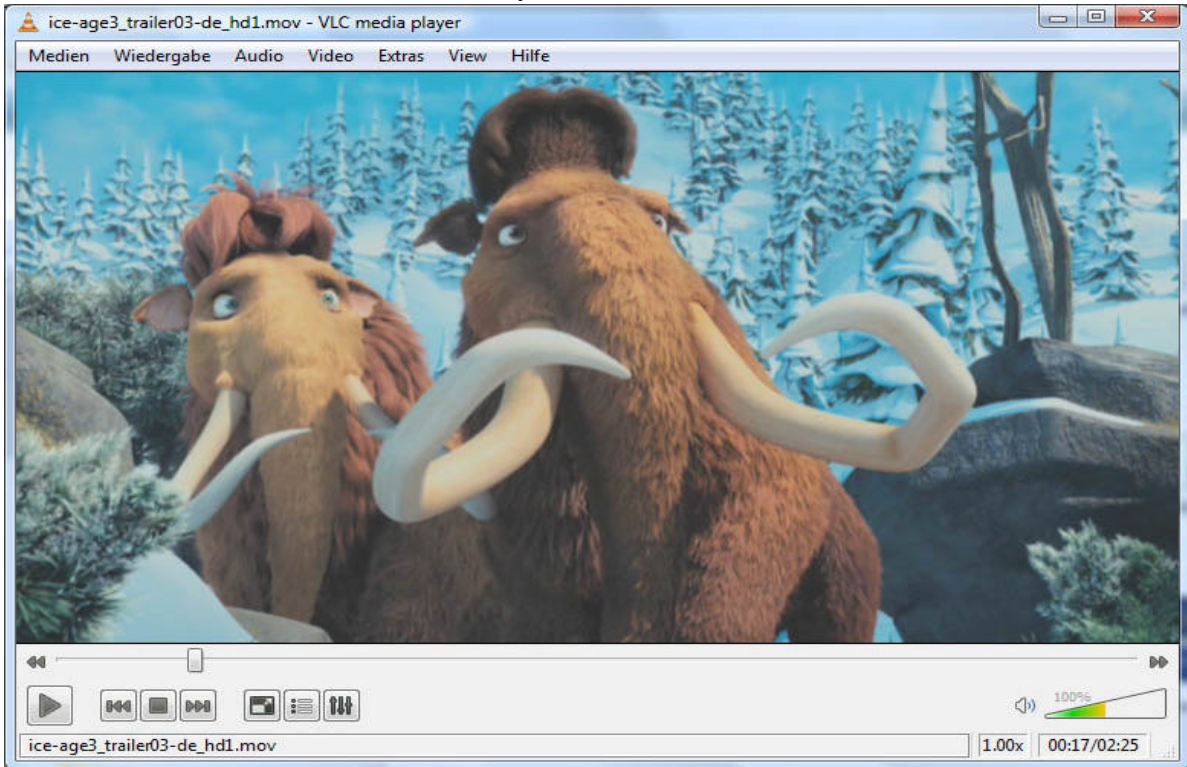 ice-age3_trailer03-de_hd1.mov - VLC media player
Medien Wiedergabe Audio Video Extras View Hilfe
100%
ice-age3_trailer03-de_hd1.mov 1.00x 00:17/02:25